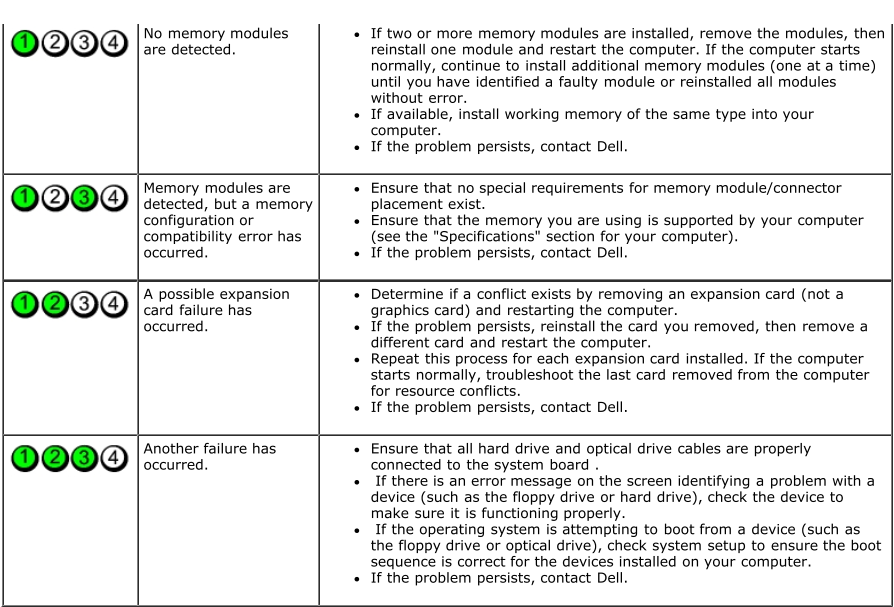 1 2 3 4
No memory modules
are detected.
• If two or more memory modules are installed, remove the modules, then
reinstall one module and restart the computer. If the computer starts
normally, continue to install additional memory modules (one at a time)
until you have identified a faulty module or reinstalled all modules
without error.
• If available, install working memory of the same type into your
computer.
• If the problem persists, contact Dell.
1 2 3 4
Memory modules are
detected, but a memory
configuration or
compatibility error has
occurred.
• Ensure that no special requirements for memory module/connector
placement exist.
• Ensure that the memory you are using is supported by your computer
(see the "Specifications" section for your computer).
• If the problem persists, contact Dell.
1 2 3 4
A possible expansion
card failure has
occurred.
• Determine if a conflict exists by removing an expansion card (not a
graphics card) and restarting the computer.
• If the problem persists, reinstall the card you removed, then remove a
different card and restart the computer.
• Repeat this process for each expansion card installed. If the computer
starts normally, troubleshoot the last card removed from the computer
for resource conflicts.
• If the problem persists, contact Dell.
1 2 3 4
Another failure has
occurred.
• Ensure that all hard drive and optical drive cables are properly
connected to the system board .
• If there is an error message on the screen identifying a problem with a
device (such as the floppy drive or hard drive), check the device to
make sure it is functioning properly.
• If the operating system is attempting to boot from a device (such as
the floppy drive or optical drive), check system setup to ensure the boot
sequence is correct for the devices installed on your computer.
• If the problem persists, contact Dell.